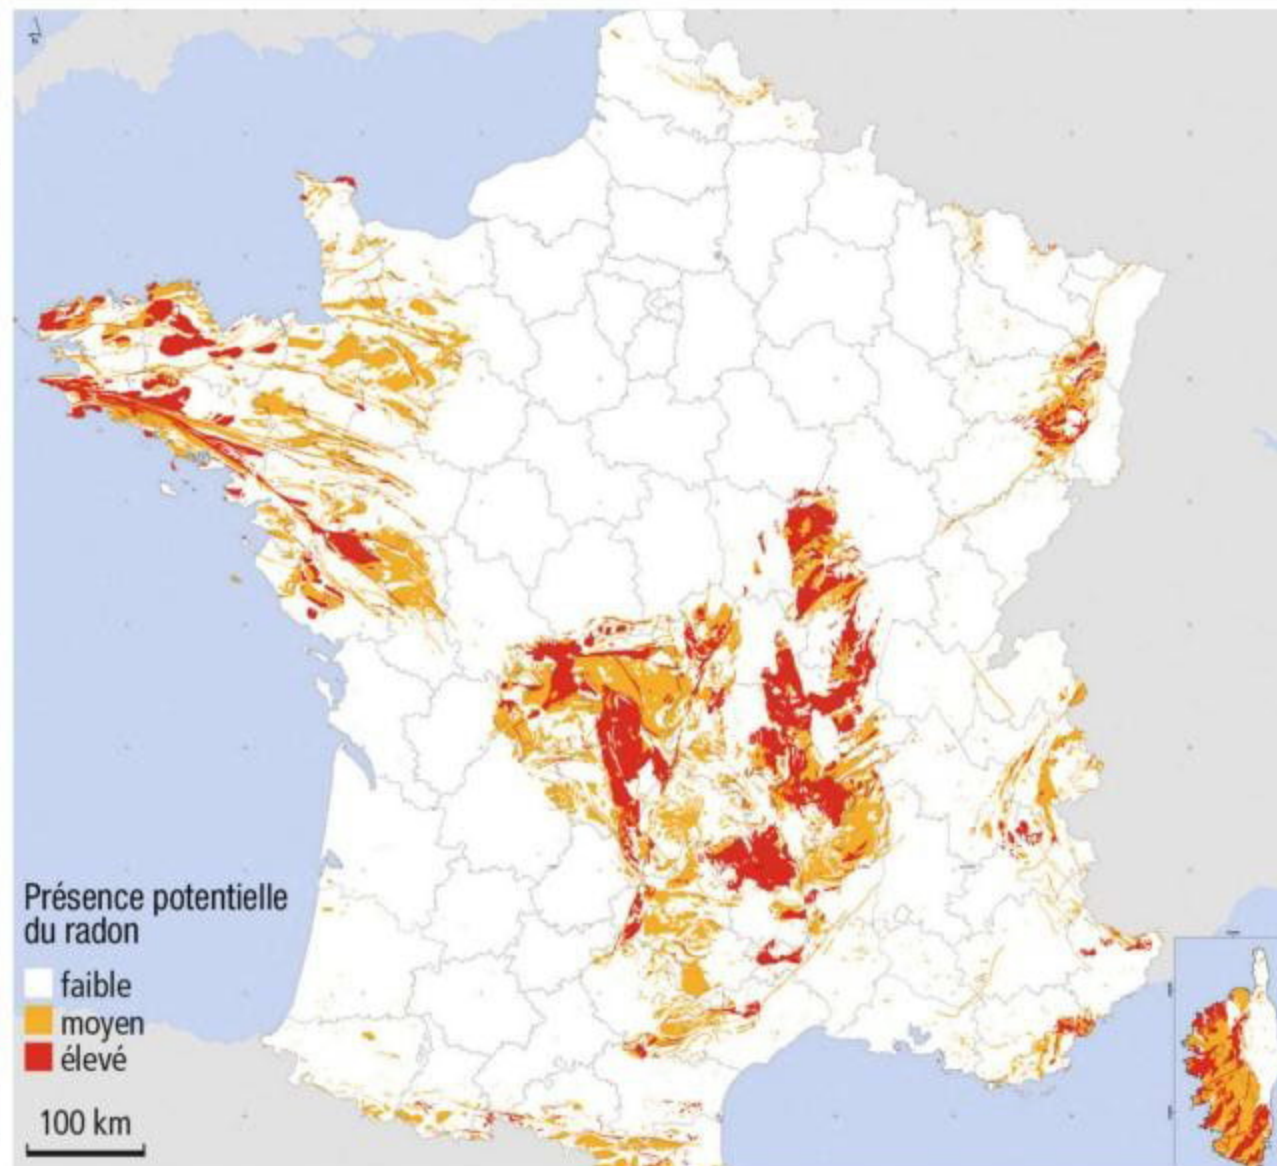 Présence potentielle
du radon
faible
moyen
élevé
100 km